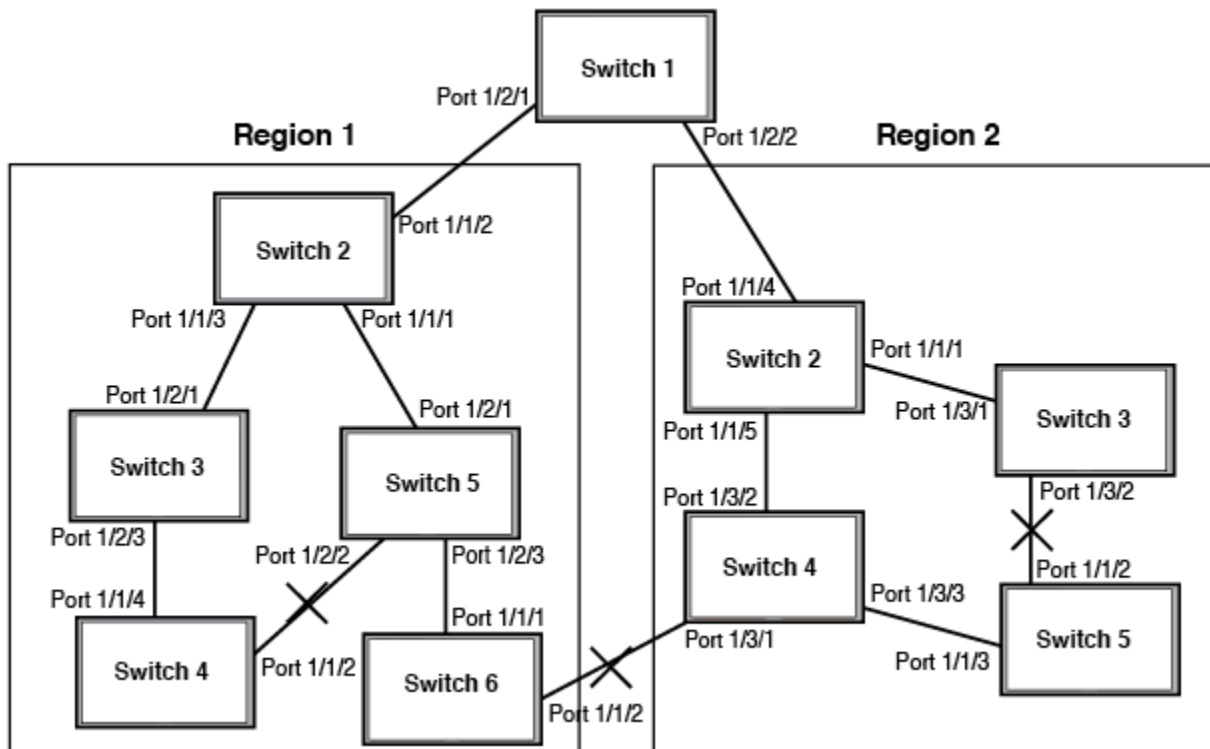 Switch 1
Port 1/2/1
Region 1
Port 1/2/2
Region 2
Switch 2
Port 1/1/2
Port 1/1/3
Port 1/1/1
Port 1/1/4
Switch 2
Port 1/1/1
Port 1/2/1
Port 1/2/1
Port 1/3/1
Switch 3
Port 1/1/5
Switch 3
Switch 5
Port 1/3/2
Port 1/3/2
Port 1/2/3
Port 1/2/2
Port 1/2/3
Switch 4
Port 1/1/2
Port 1/1/4
Port 1/1/1
Port 1/3/3
Port 1/3/1
Switch 5
Switch 4
Port 1/1/2
Switch 6
Port 1/1/3
Port 1/1/2